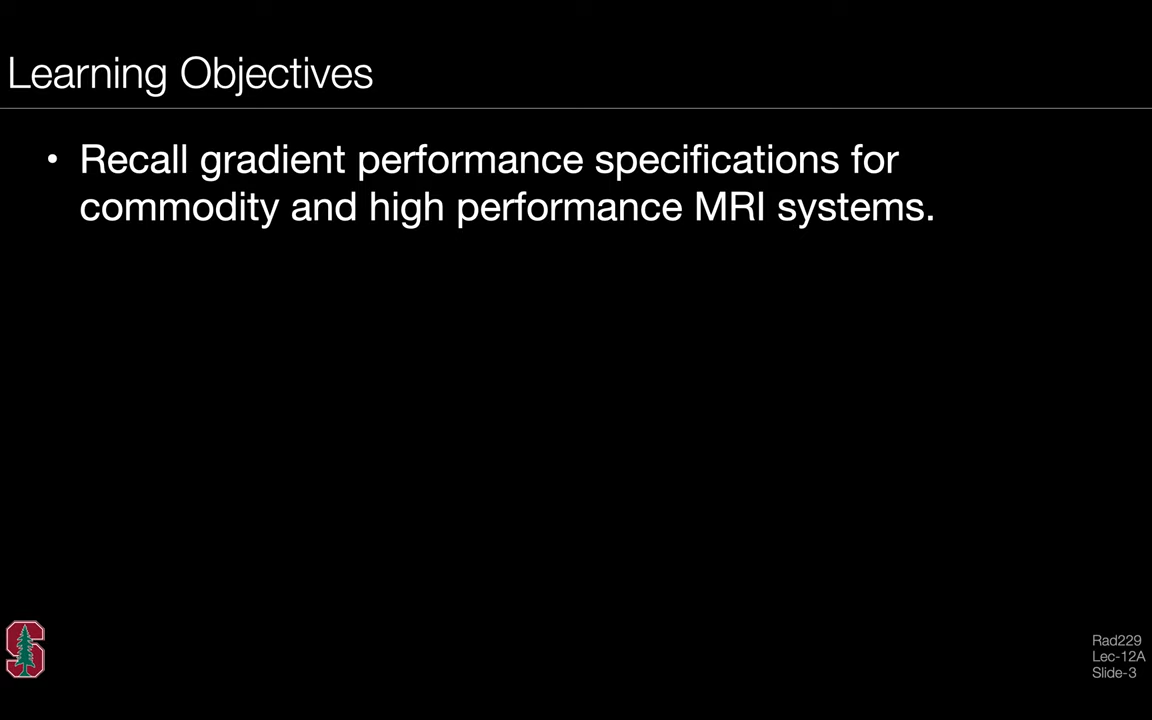 Learning Objectives
• Recall gradient performance specifications for
commodity and high performance MRI systems.
S
Rad229
Lec-12A
Slide-3